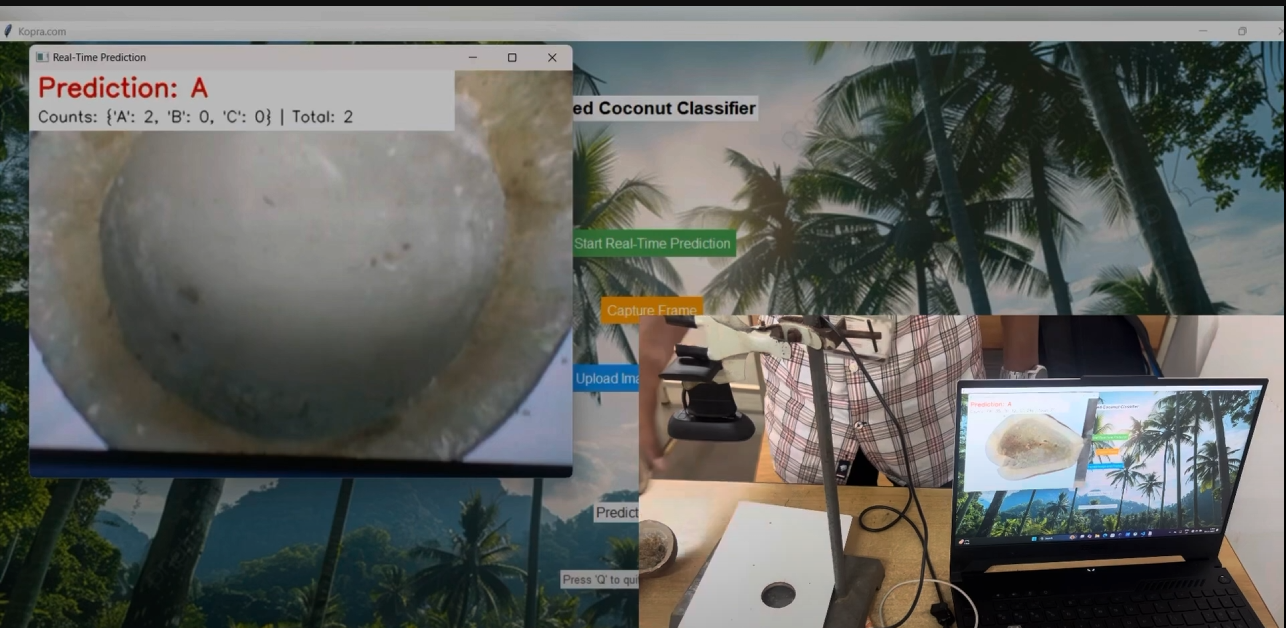 Kopra.com
Real-Time Prediction
Prediction: A
Counts: {'A': 2, 'B': 0, 'C': 0} | Total: 2
ed Coconut Classifier
Start Real-Time Prediction
Capture Frame
Upload Ima
Predict
Press 'Q' to qui
Prediction: A